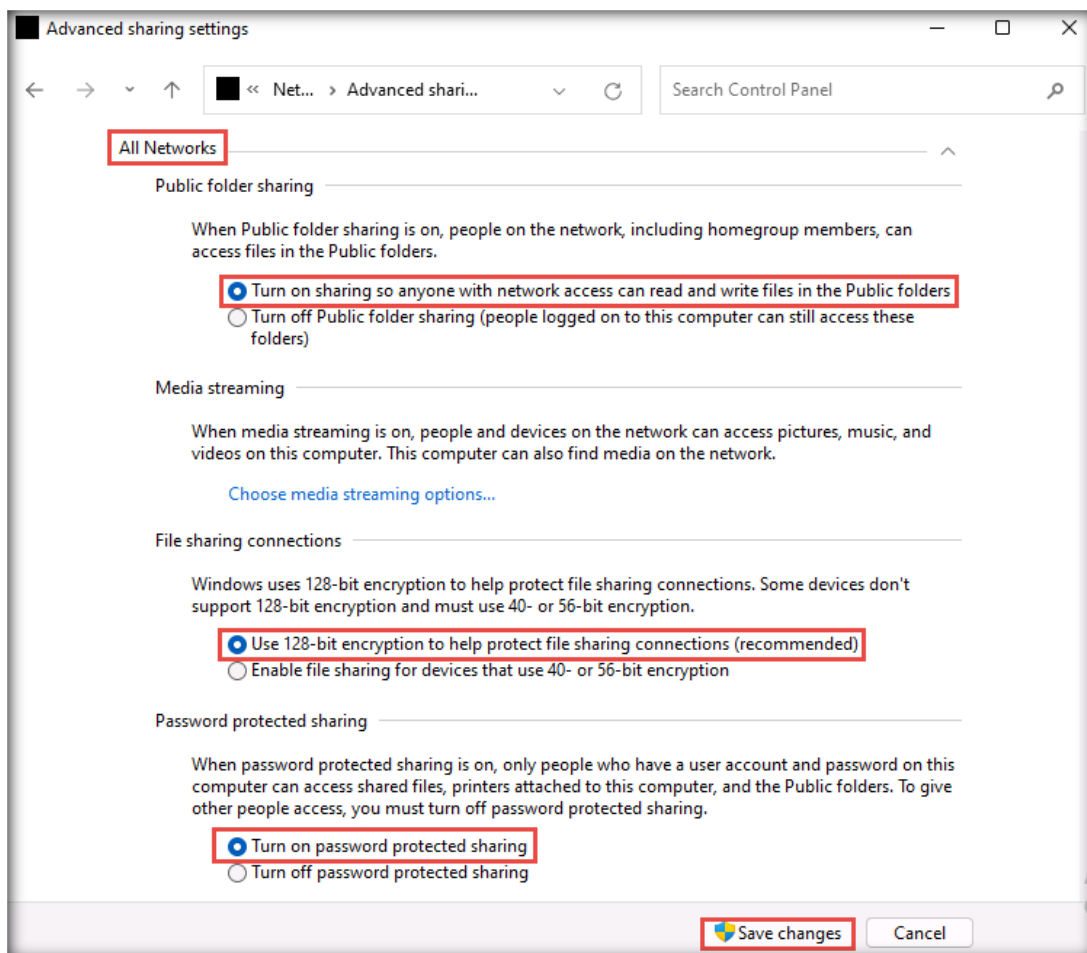 Advanced sharing settings
« Net... > Advanced shari...
Search Control Panel
All Networks
Public folder sharing
When Public folder sharing is on, people on the network, including homegroup members, can
access files in the Public folders.
Turn on sharing so anyone with network access can read and write files in the Public folders
Turn off Public folder sharing (people logged on to this computer can still access these
folders)
Media streaming
When media streaming is on, people and devices on the network can access pictures, music, and
videos on this computer. This computer can also find media on the network.
Choose media streaming options...
File sharing connections
Windows uses 128-bit encryption to help protect file sharing connections. Some devices don't
support 128-bit encryption and must use 40- or 56-bit encryption.
Use 128-bit encryption to help protect file sharing connections (recommended)
Enable file sharing for devices that use 40- or 56-bit encryption
Password protected sharing
When password protected sharing is on, only people who have a user account and password on this
computer can access shared files, printers attached to this computer, and the Public folders. To give
other people access, you must turn off password protected sharing.
Turn on password protected sharing
Turn off password protected sharing
Save changes
Cancel